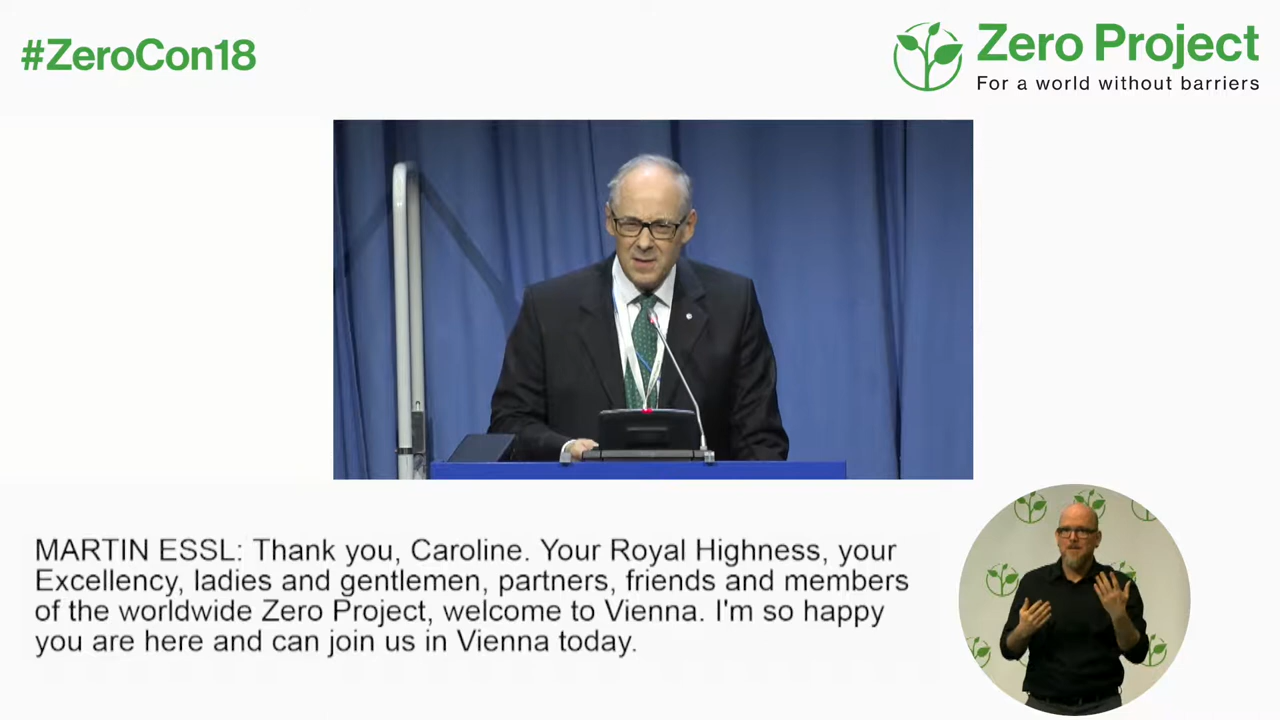 #ZeroCon18
Zero Project
For a world without barriers
MARTIN ESSL: Thank you, Caroline. Your Royal Highness, your
Excellency, ladies and gentlemen, partners, friends and members
of the worldwide Zero Project, welcome to Vienna. I'm so happy
you are here and can join us in Vienna today.